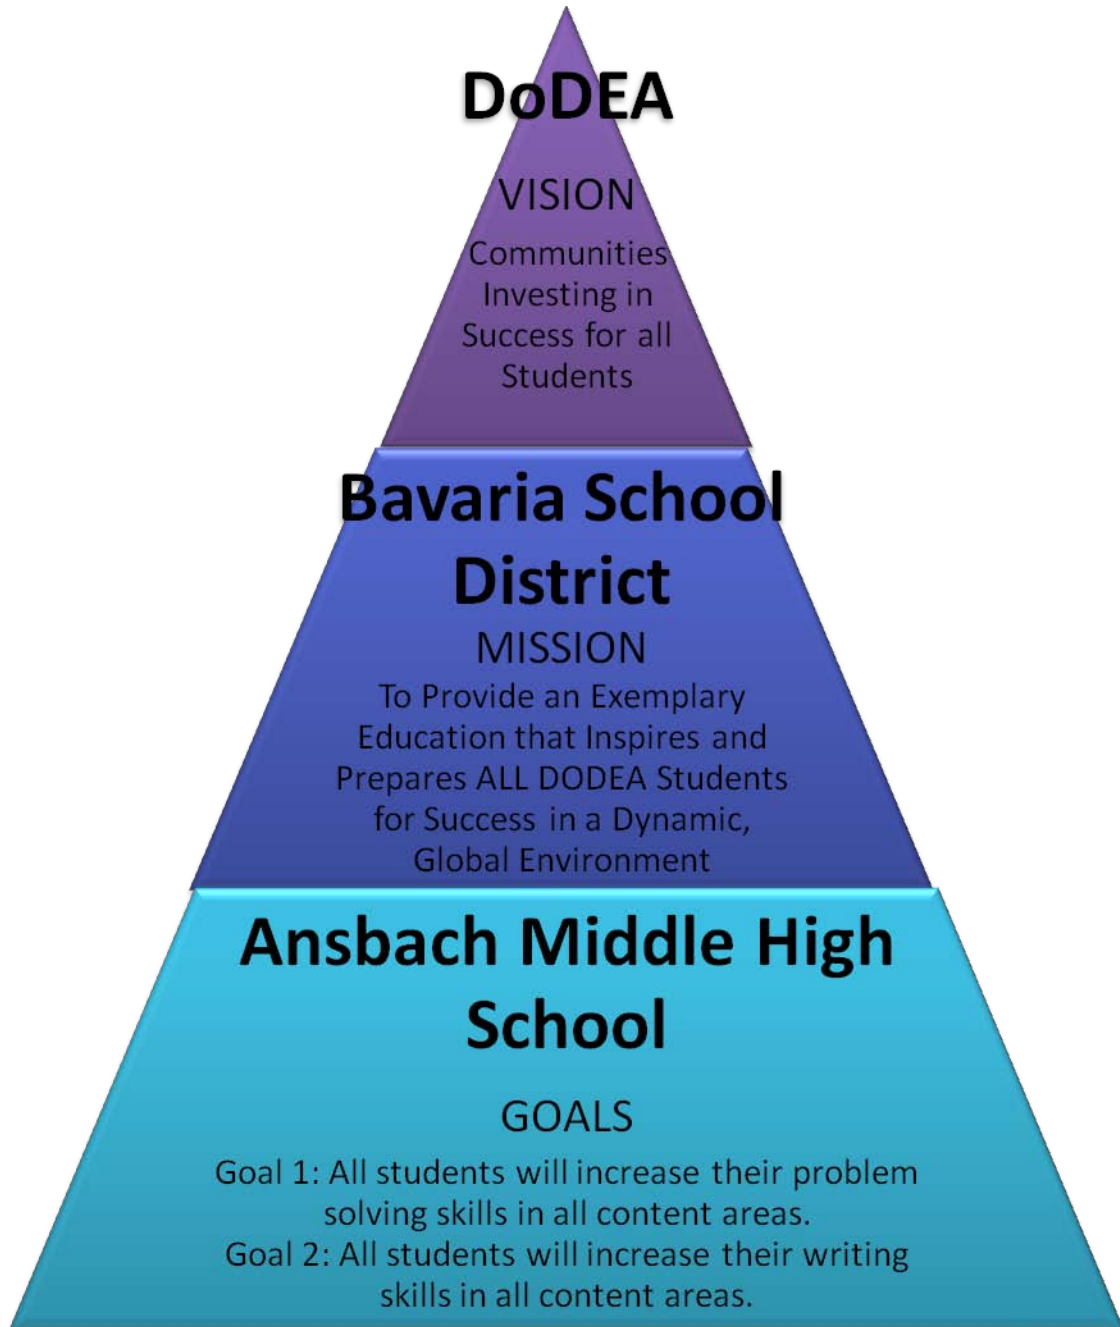 DoDEA
VISION
Communities
Investing in
Success for all
Students
Bavaria School
District
MISSION
To Provide an Exemplary
Education that Inspires and
Prepares ALL DODEA Students
for Success in a Dynamic,
Global Environment
Ansbach Middle High
School
GOALS
Goal 1: All students will increase their problem
solving skills in all content areas.
Goal 2: All students will increase their writing
skills in all content areas.